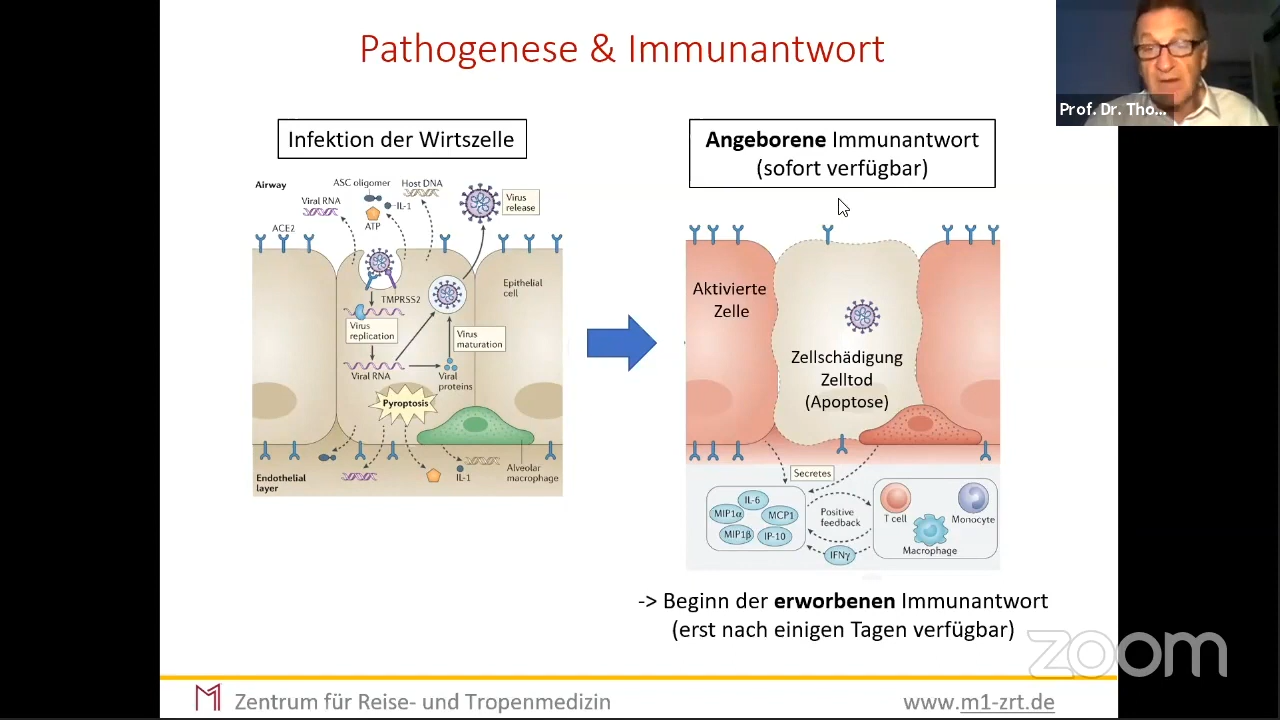 Pathogenese & Immunantwort
Prof. Dr. Tho...
Infektion der Wirtszelle
Airway
ASC oligomer
Host DNA
Viral RNA
IL-1
ATP
Virus
release
ACE2
TMPRSS2
Epithelial
cell
Virus
replication
Virus
maturation
Viral RNA
Viral
proteins
Pyroptosis
Endothelial
layer
IL-1
Alveolar
macrophage
Angeborene Immunantwort
(sofort verfügbar)
Aktivierte
Zelle
Zellschädigung
Zelltod
(Apoptose)
Secretes
IL-6
MIP1α
MCP1
MIP1β
IP-10
Positive
feedback
IFNγ
T cell
Monocyte
Macrophage
-> Beginn der erworbenen Immunantwort
(erst nach einigen Tagen verfügbar)
zoom
Zentrum für Reise- und Tropenmedizin
www.m1-zrt.de